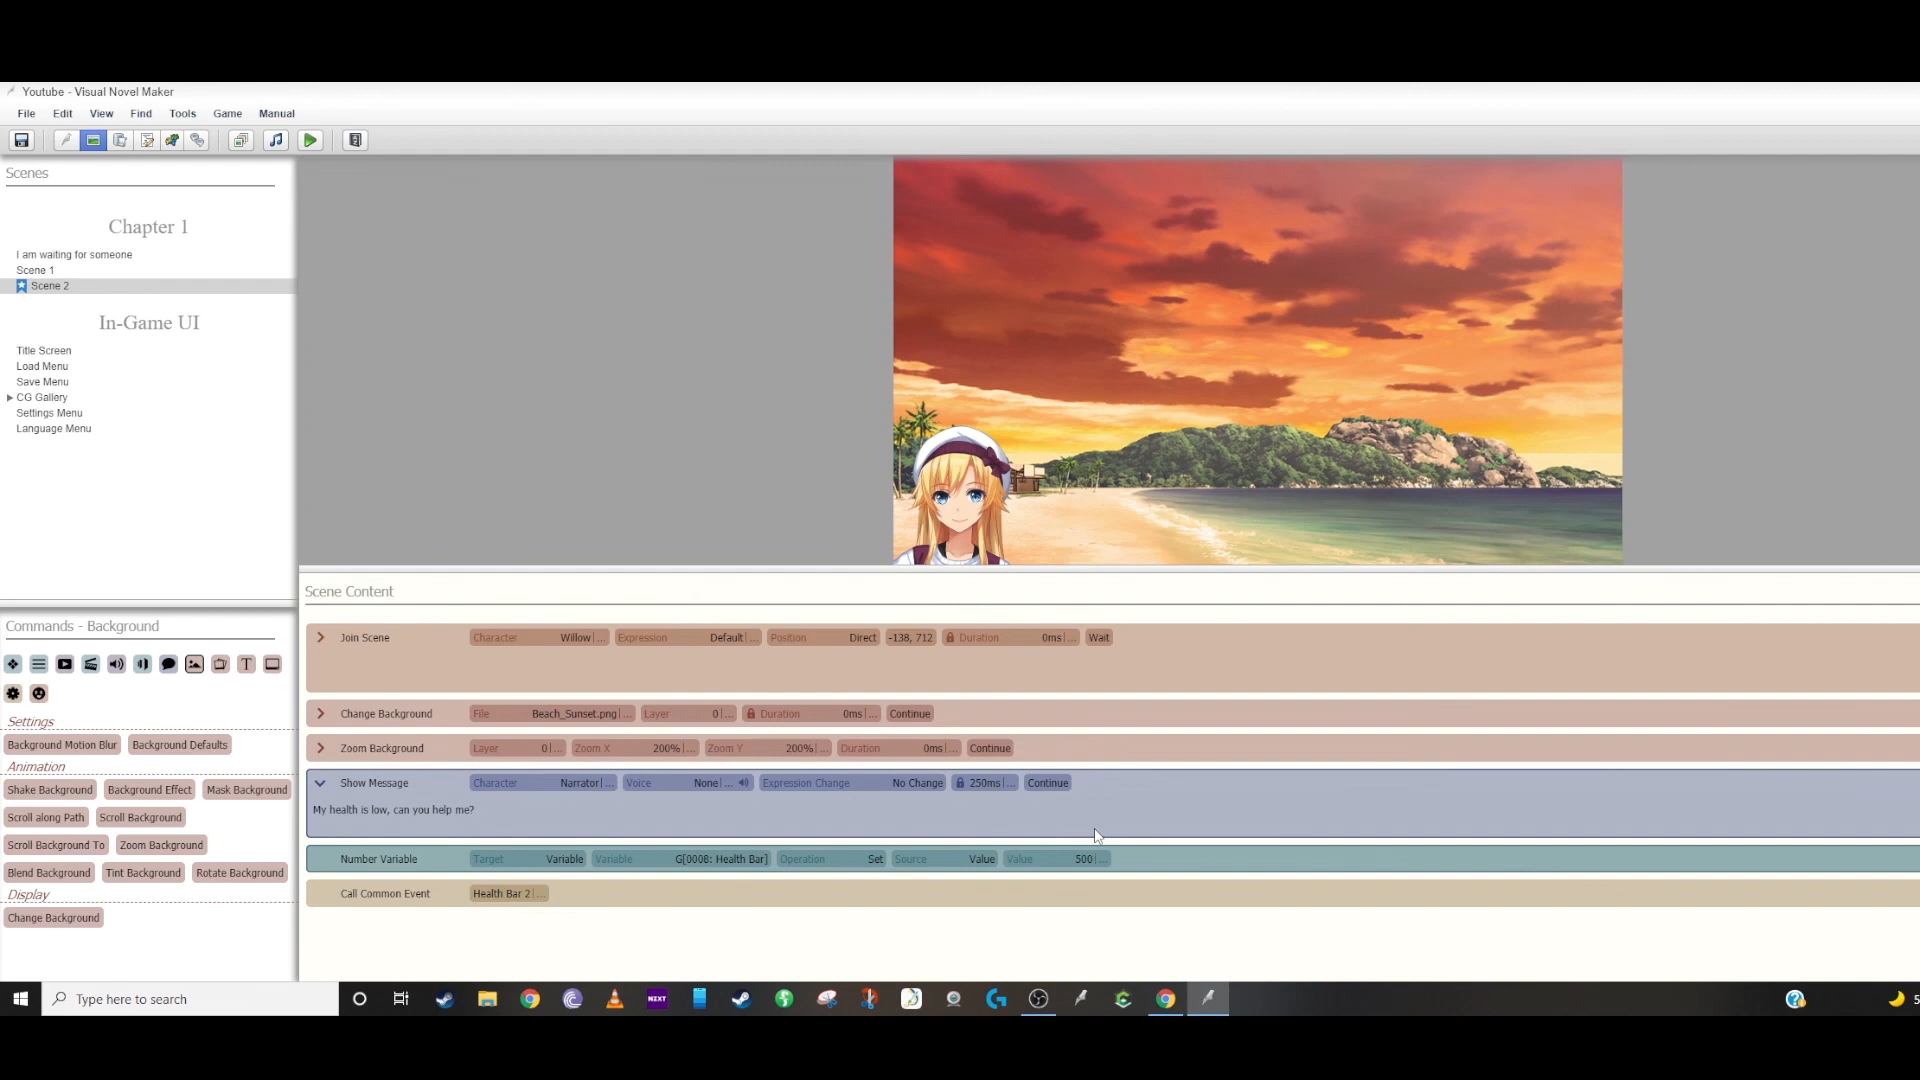 Youtube - Visual Novel Maker
File Edit View Find Tools Game Manual
Scenes
Chapter 1
I am waiting for someone
Scene 1
Scene 2
In-Game UI
Title Screen
Load Menu
Save Menu
CG Gallery
Settings Menu
Language Menu
Scene Content
Join Scene Character Willow ... Expression Default ... Position Direct -138, 712 Duration 0ms ... Wait
Change Background File Beach_Sunset.png ... Layer 0 ... Duration 0ms ... Continue
Zoom Background Layer 0 ... Zoom X 200% ... Zoom Y 200% ... Duration 0ms ... Continue
Show Message Character Narrator ... Voice None ... Expression Change No Change 250ms ... Continue
My health is low, can you help me?
Number Variable Target Variable Variable G[0008: Health Bar] Operation Set Source Value Value 500 ...
Call Common Event Health Bar 2 ...
Commands - Background
T
Settings
Background Motion Blur Background Defaults
Animation
Shake Background Background Effect Mask Background
Scroll along Path Scroll Background
Scroll Background To Zoom Background
Blend Background Tint Background Rotate Background
Display
Change Background
Type here to search
NZXT
5